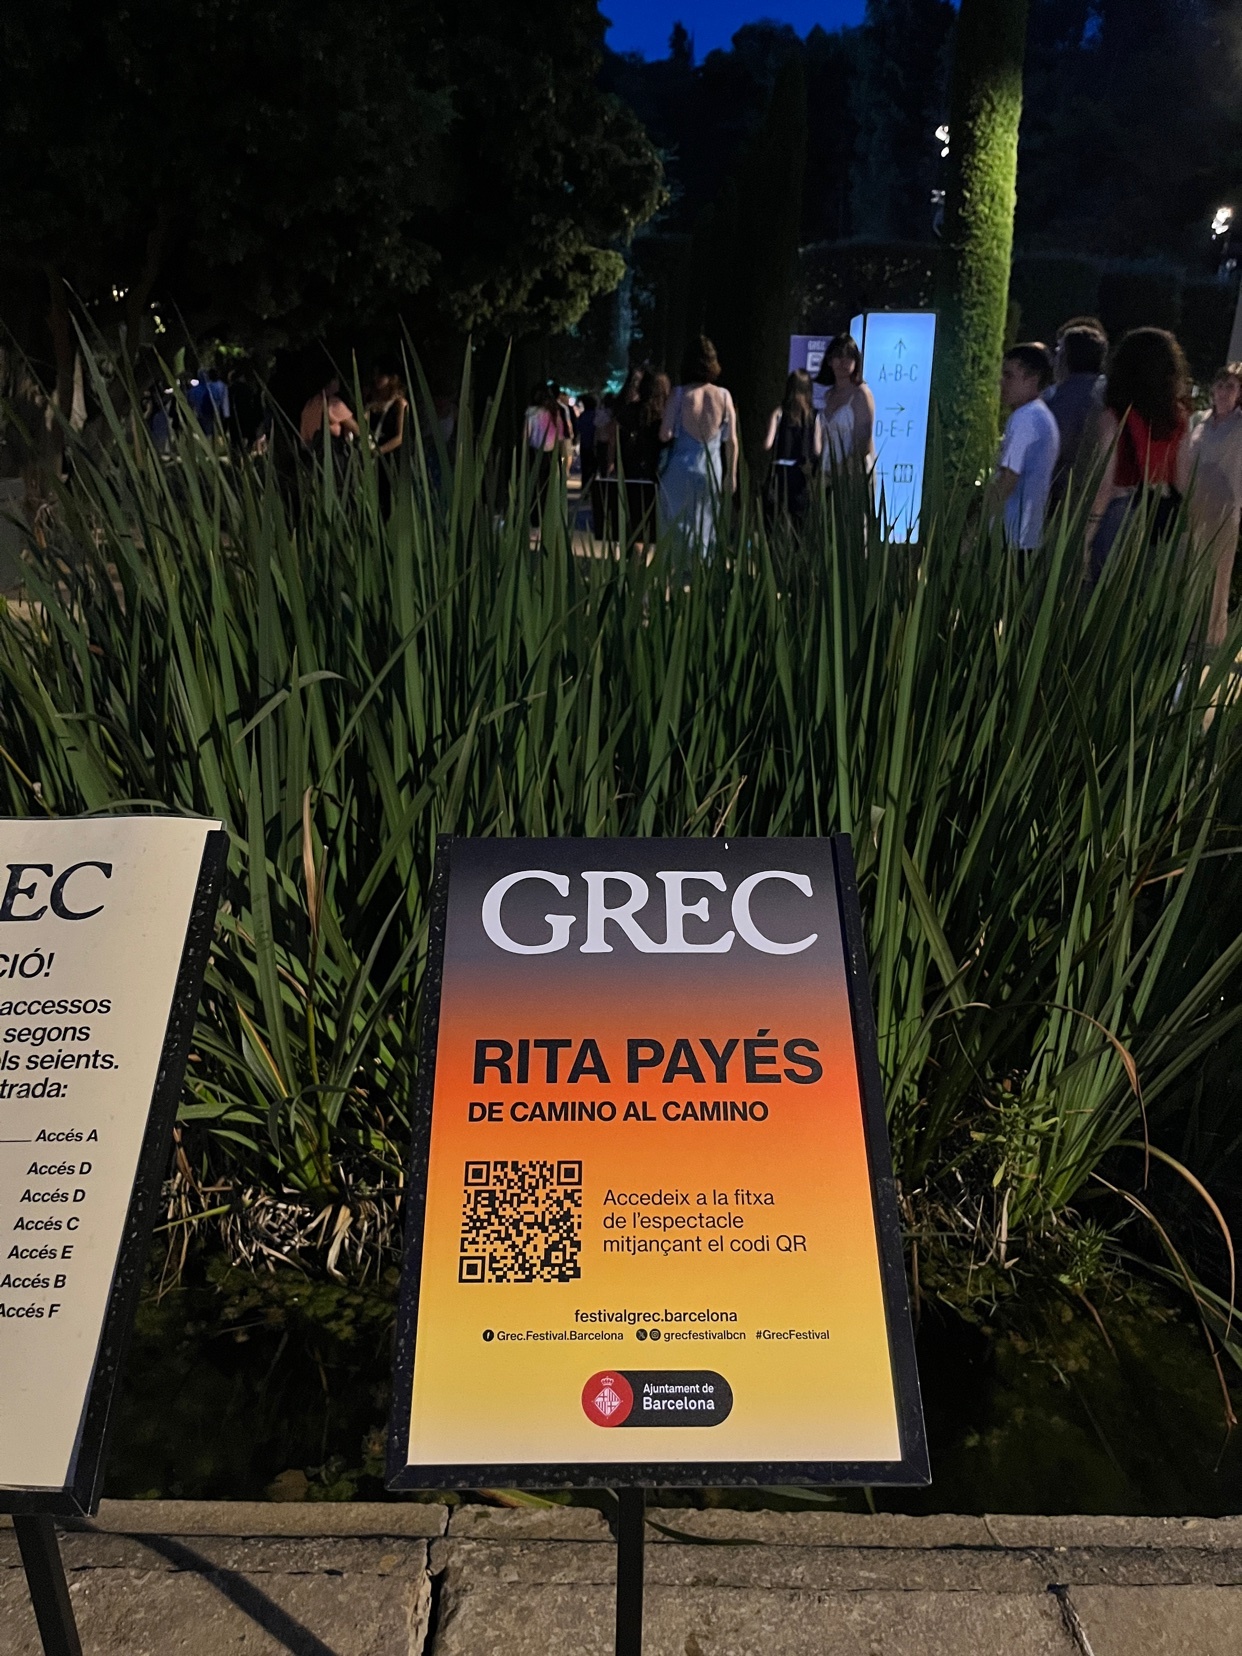 GREC
↑
A-B-C
→
D-E-F
EC
CIÓ!
accessos
segons
els seients.
trada:
Accés A
Accés D
Accés D
Accés C
Accés E
Accés B
Accés F
GREC
RITA PAYÉS
DE CAMINO AL CAMINO
Accedeix a la fitxa
de l'espectacle
mitjançant el codi QR
festivalgrec.barcelona
Grec.Festival.Barcelona grecfestivalbcn #GrecFestival
Ajuntament de
Barcelona